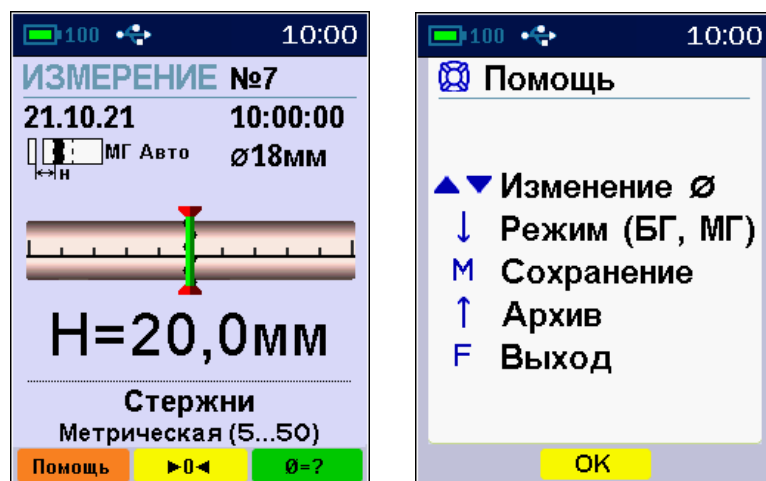 100 10:00
ИЗМЕРЕНИЕ №7
21.10.21 10:00:00
МГ Авто ⌀18мм
H
H=20,0мм
Стержни
Метрическая (5...50)
Помощь ►0◄ Ø=?
100 10:00
Помощь
▲▼ Изменение Ø
↓ Режим (БГ, МГ)
M Сохранение
↑ Архив
F Выход
OK